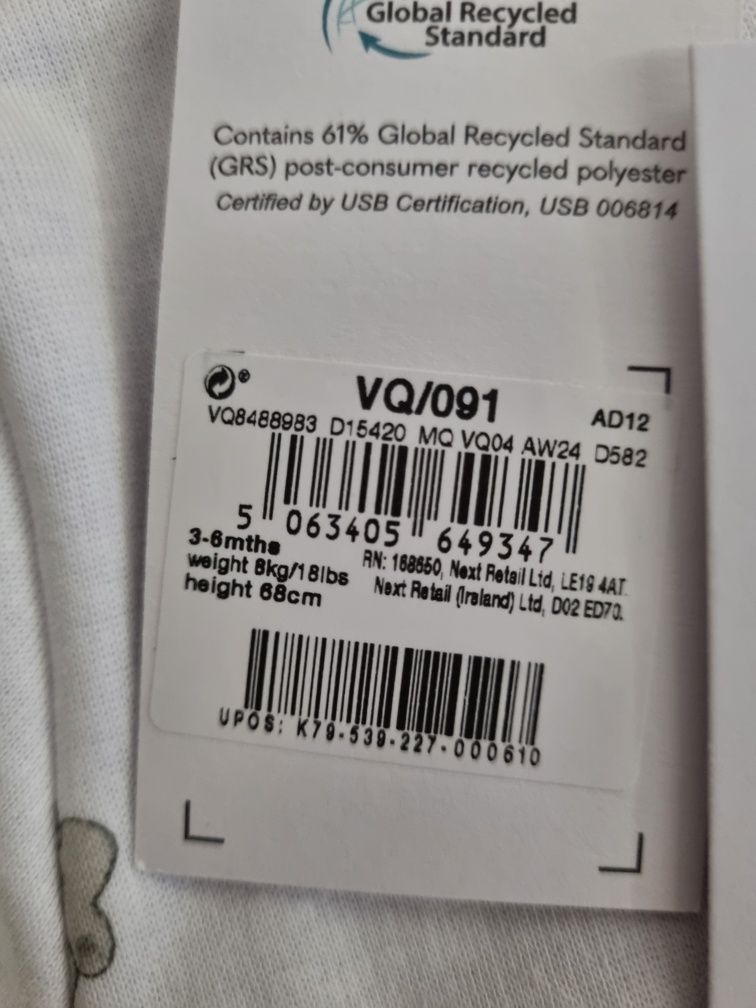 Global Recycled
Standard
Contains 61% Global Recycled Standard
(GRS) post-consumer recycled polyester
Certified by USB Certification, USB 006814
VQ/091
AD12
VQ8488983 D15420 MQ VQ04 AW24 D582
5 063405 649347
3-6mths
weight 8kg/18lbs
height 68cm
RN: 168650, Next Retail Ltd, LE19 4AT.
Next Retail (Ireland) Ltd, D02 ED70.
UPOS: K79-539-227-000610